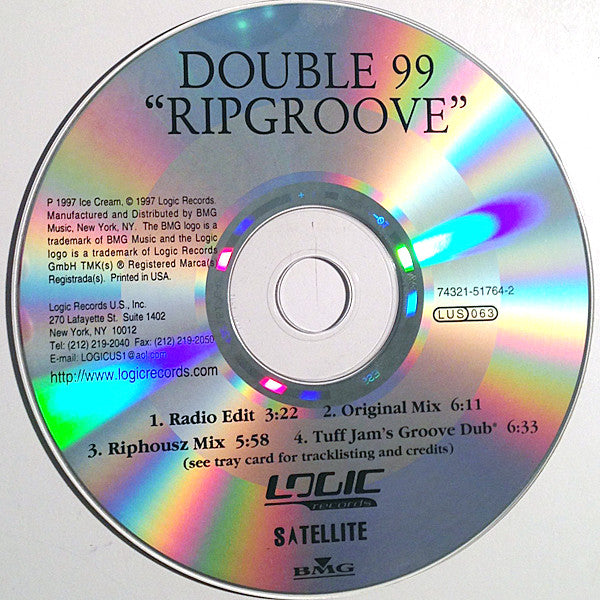 DOUBLE 99
“RIPGROOVE”
P 1997 Ice Cream, © 1997 Logic Records.
Manufactured and Distributed by BMG
Music, New York, NY. The BMG logo is a
trademark of BMG Music and the Logic
logo is a trademark of Logic Records
GmbH TMK(s) ® Registered Marca(s)
Registrada(s). Printed in USA.
Logic Records U.S., Inc.
270 Lafayette St. Suite 1402
New York, NY 10012
Tel: (212) 219-2040 Fax: (212) 219-2050
E-mail: LOGICUS1@aol.com
http://www.logicrecords.com
74321-51764-2
LUS 063
1. Radio Edit 3:22 2. Original Mix 6:11
3. Riphousz Mix 5:58 4. Tuff Jam's Groove Dub* 6:33
(see tray card for tracklisting and credits)
LOGIC
records
SATELLITE
BMG